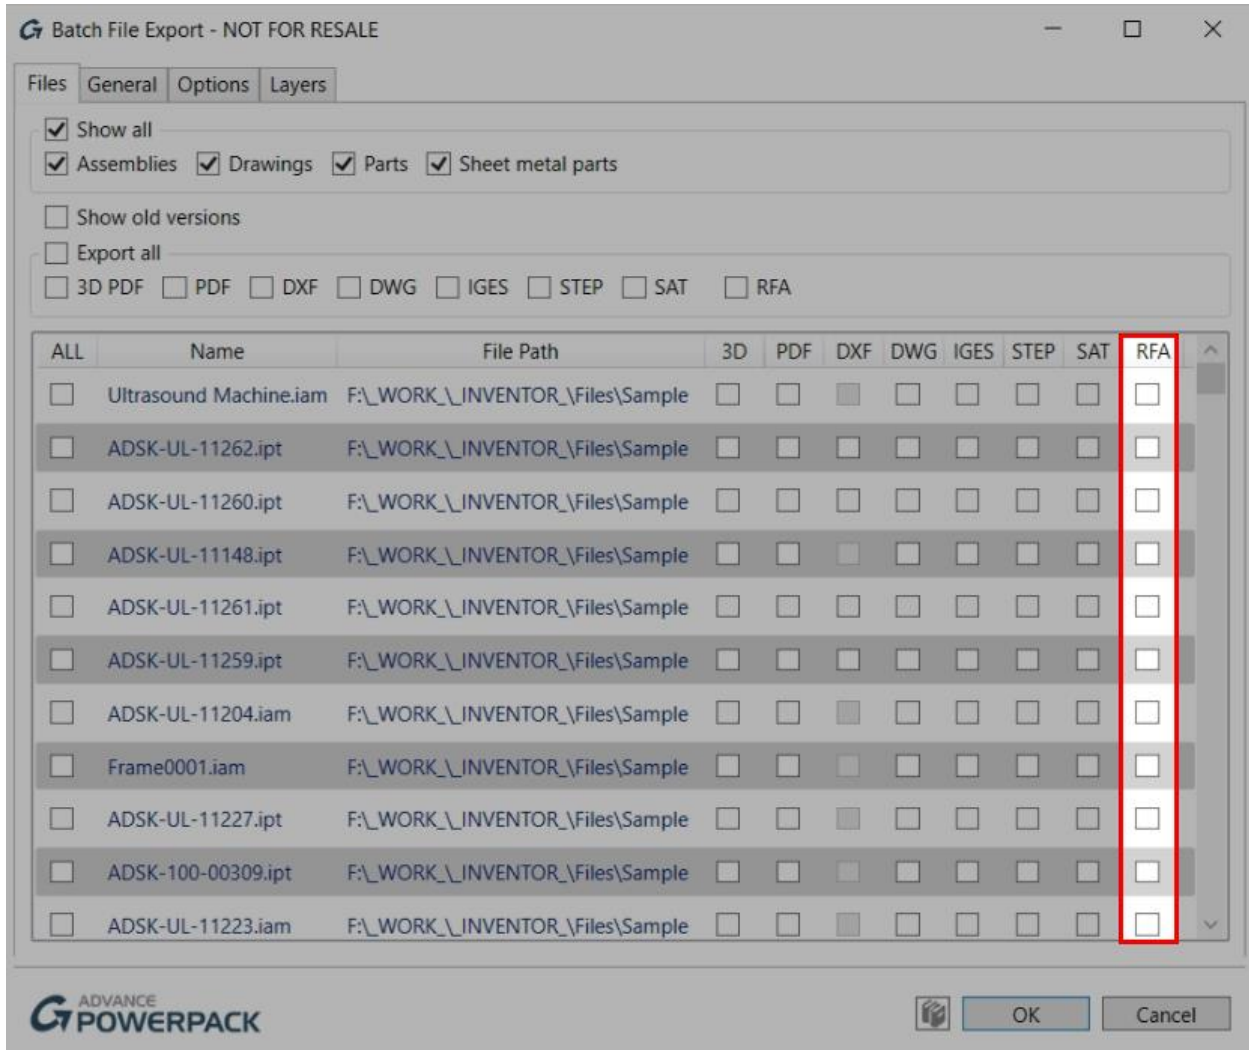 Batch File Export - NOT FOR RESALE
Files General Options Layers
Show all
Assemblies Drawings Parts Sheet metal parts
Show old versions
Export all
3D PDF PDF DXF DWG IGES STEP SAT RFA
ALL Name File Path 3D PDF DXF DWG IGES STEP SAT RFA
Ultrasound Machine.iam F:\_WORK_\_INVENTOR_\Files\Sample
ADSK-UL-11262.ipt F:\_WORK_\_INVENTOR_\Files\Sample
ADSK-UL-11260.ipt F:\_WORK_\_INVENTOR_\Files\Sample
ADSK-UL-11148.ipt F:\_WORK_\_INVENTOR_\Files\Sample
ADSK-UL-11261.ipt F:\_WORK_\_INVENTOR_\Files\Sample
ADSK-UL-11259.ipt F:\_WORK_\_INVENTOR_\Files\Sample
ADSK-UL-11204.iam F:\_WORK_\_INVENTOR_\Files\Sample
Frame0001.iam F:\_WORK_\_INVENTOR_\Files\Sample
ADSK-UL-11227.ipt F:\_WORK_\_INVENTOR_\Files\Sample
ADSK-100-00309.ipt F:\_WORK_\_INVENTOR_\Files\Sample
ADSK-UL-11223.iam F:\_WORK_\_INVENTOR_\Files\Sample
ADVANCE
POWERPACK
OK Cancel